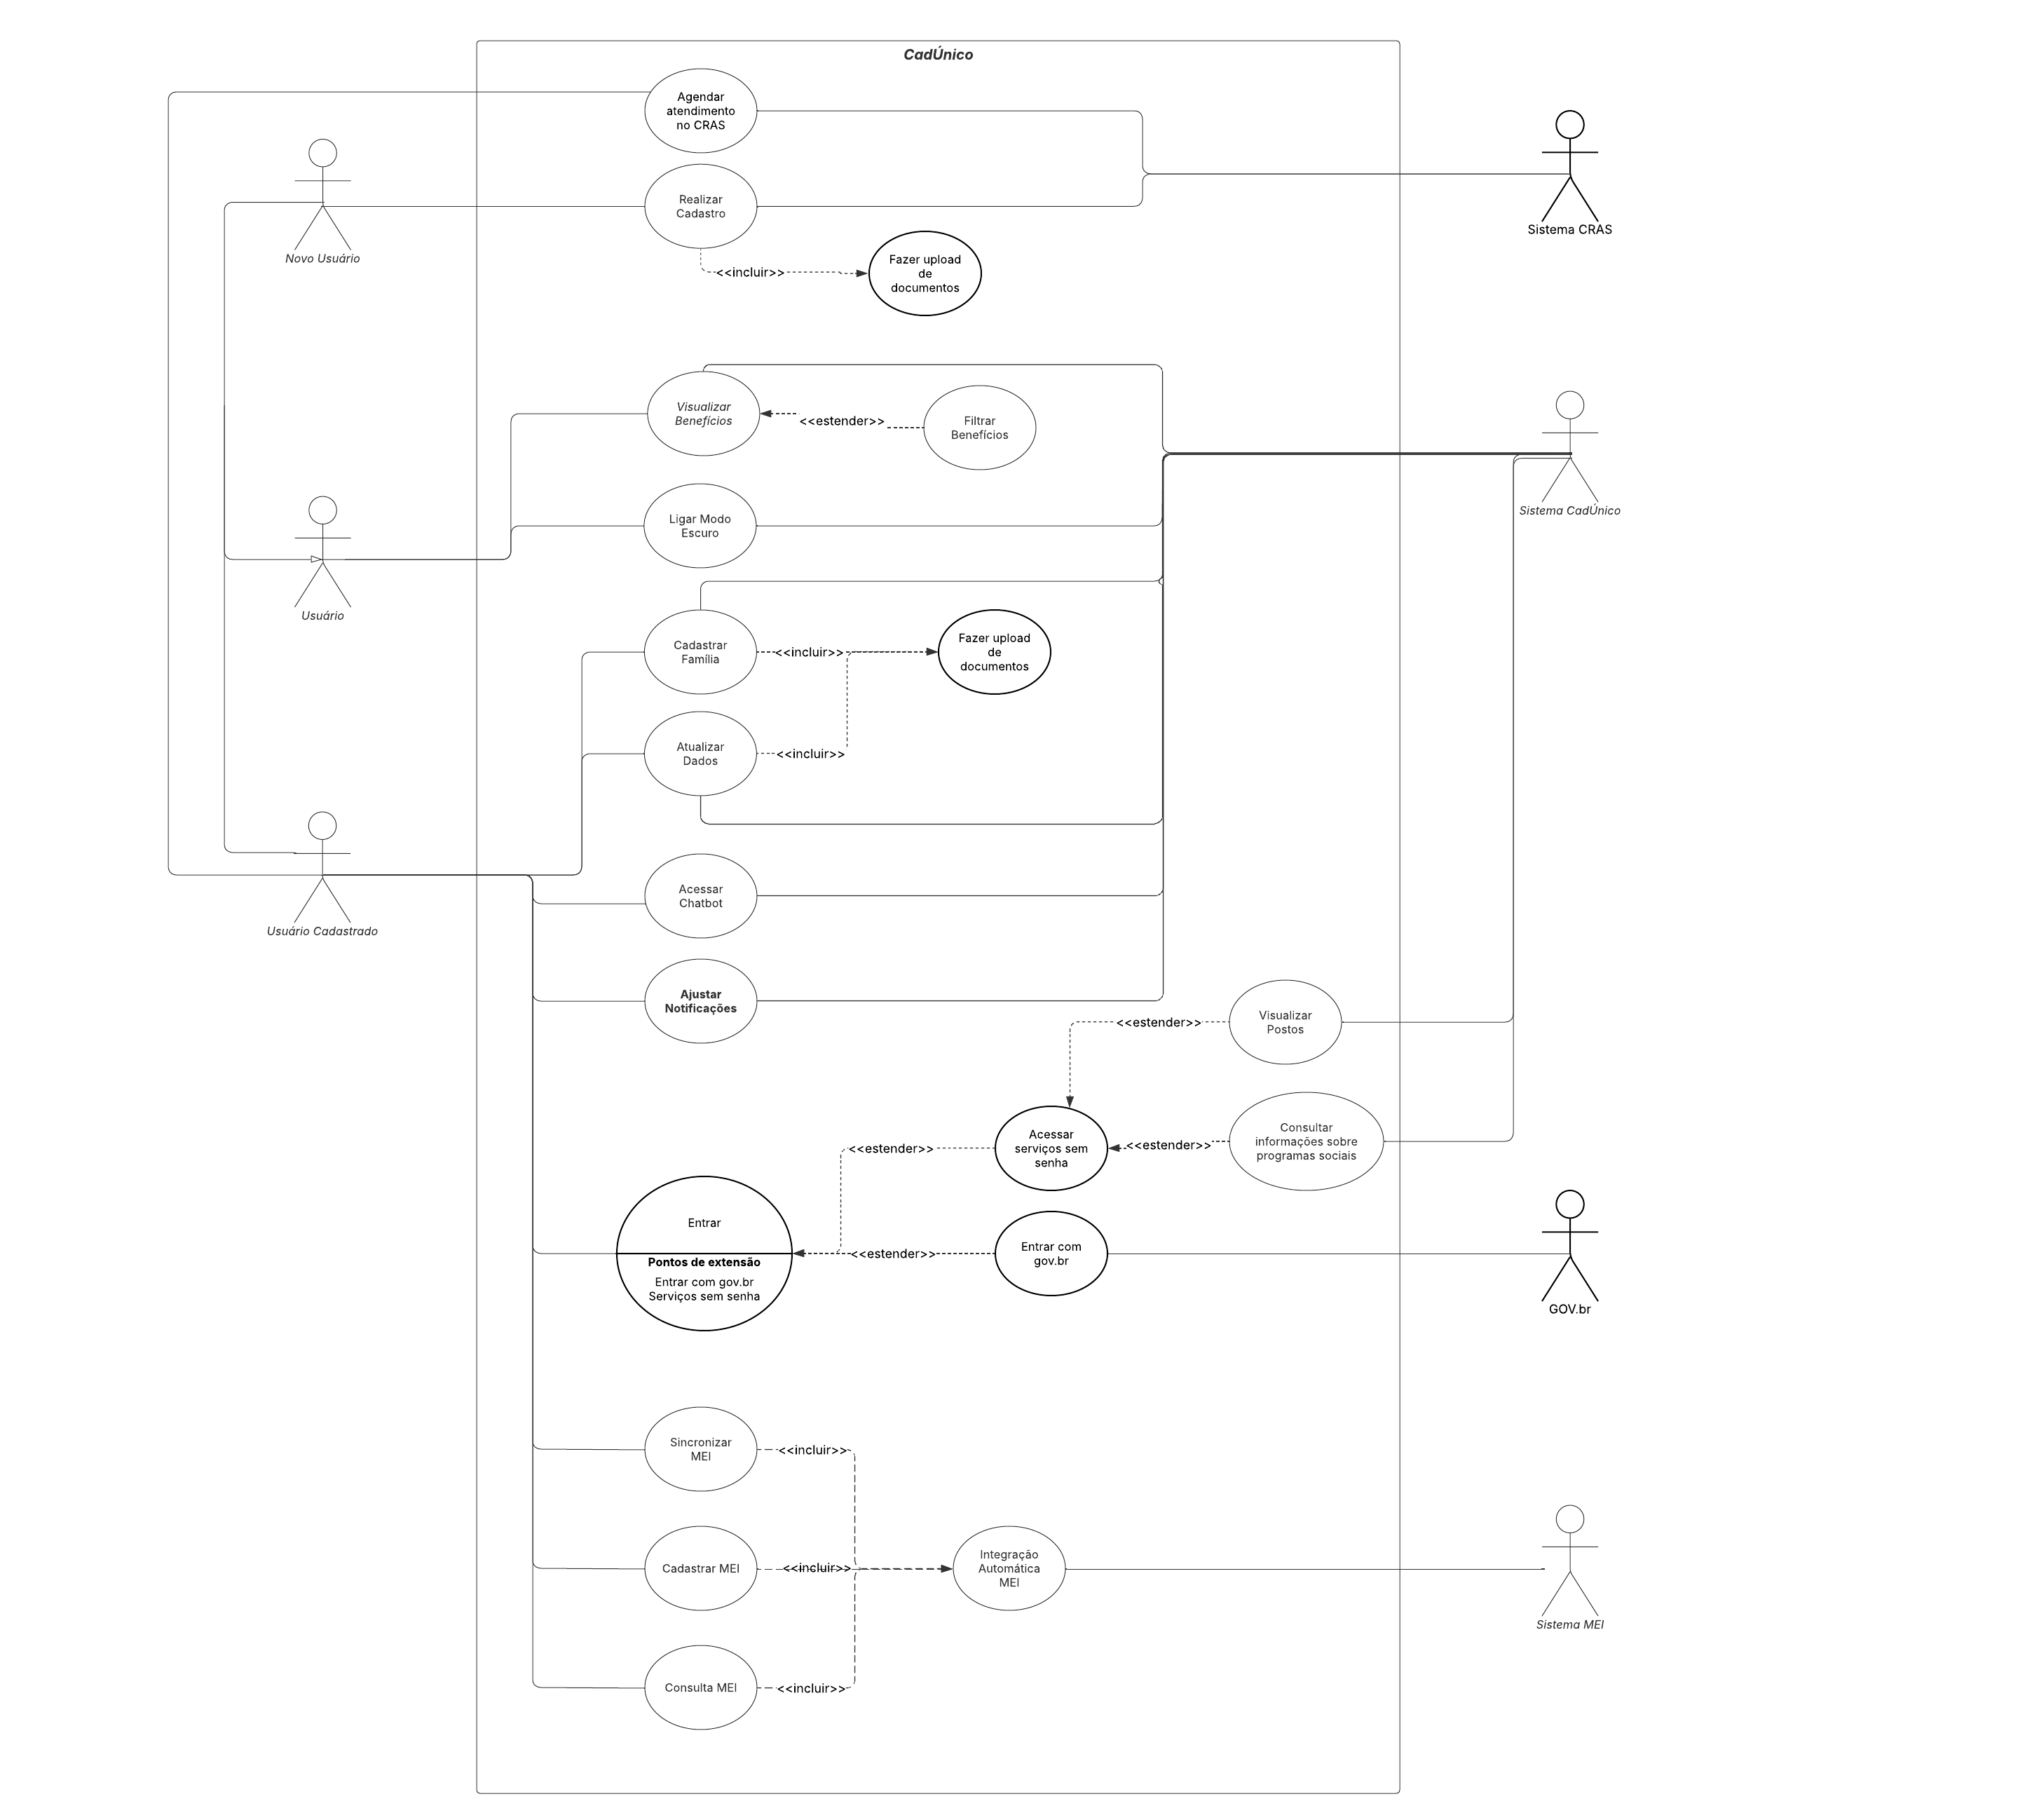 CadÚnico
Agendar
atendimento
no CRAS
Realizar
Cadastro
Novo Usuário
Sistema CRAS
<<incluir>>
Fazer upload
de
documentos
Visualizar
Benefícios
<<estender>>
Filtrar
Benefícios
Ligar Modo
Escuro
Sistema CadÚnico
Usuário
Cadastrar
Família
<<incluir>>
Fazer upload
de
documentos
Atualizar
Dados
<<incluir>>
Acessar
Chatbot
Usuário Cadastrado
Ajustar
Notificações
<<estender>>
Visualizar
Postos
Acessar
serviços sem
senha
<<estender>>
Consultar
informações sobre
programas sociais
<<estender>>
Entrar
Pontos de extensão
Entrar com gov.br
Serviços sem senha
<<estender>>
Entrar com
gov.br
GOV.br
Sincronizar
MEI
<<incluir>>
Cadastrar MEI
<<incluir>>
Integração
Automática
MEI
Sistema MEI
Consulta MEI
<<incluir>>